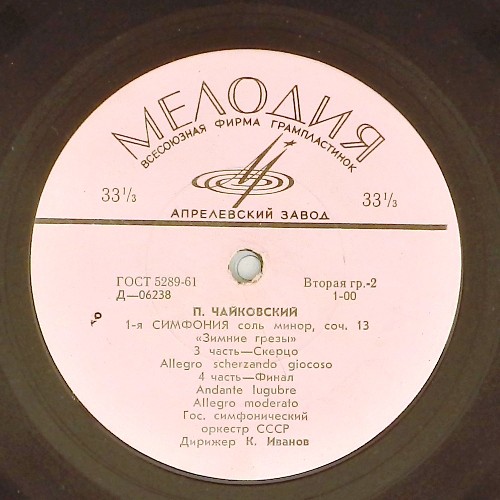 МЕЛОДИЯ
ВСЕСОЮЗНАЯ ФИРМА ГРАМПЛАСТИНОК
33⅓ 33⅓
АПРЕЛЕВСКИЙ ЗАВОД
ГОСТ 5289-61 Вторая гр.-2
Д—06238 1-00
П. ЧАЙКОВСКИЙ
1-я СИМФОНИЯ соль минор, соч. 13
«Зимние грезы»
3 часть—Скерцо
Allegro scherzando giocoso
4 часть—Финал
Andante lugubre
Allegro moderato
Гос. симфонический
оркестр СССР
Дирижер К. Иванов